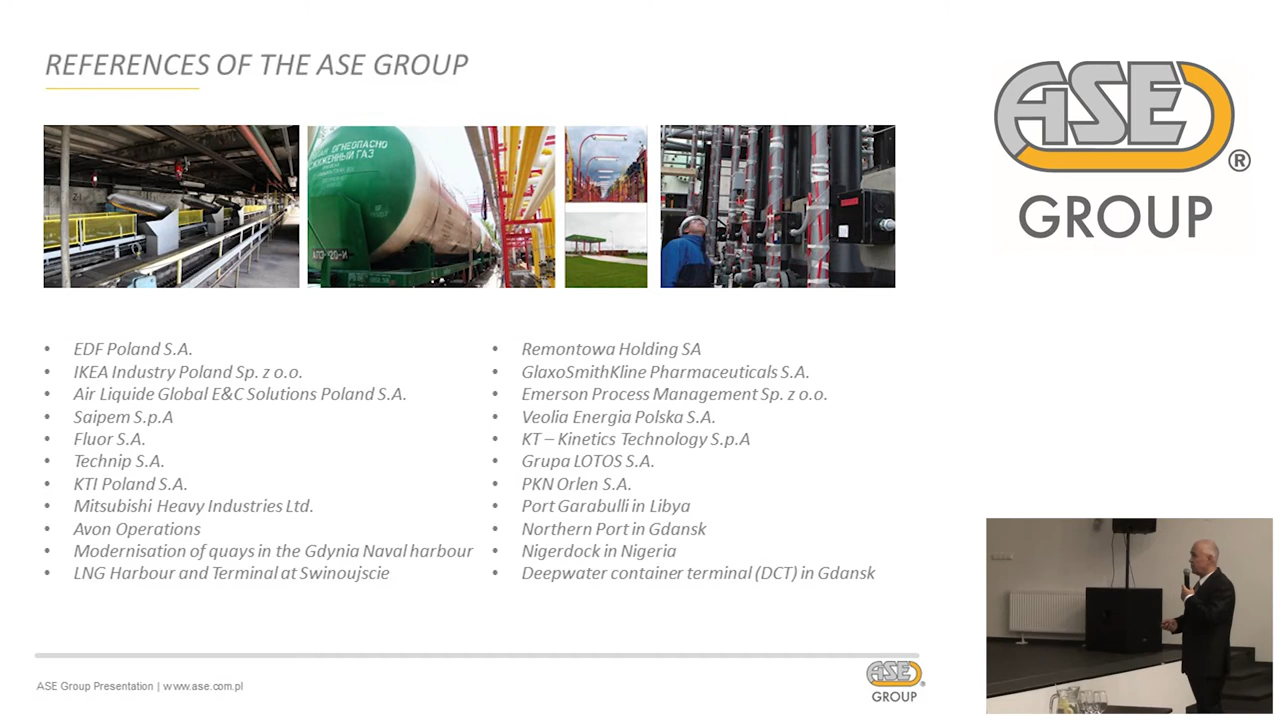 REFERENCES OF THE ASE GROUP
ASE
®
GROUP
ОГНЕОПАСНО
ГАЗ
• EDF Poland S.A.
• IKEA Industry Poland Sp. z o.o.
• Air Liquide Global E&C Solutions Poland S.A.
• Saipem S.p.A
• Fluor S.A.
• Technip S.A.
• KTI Poland S.A.
• Mitsubishi Heavy Industries Ltd.
• Avon Operations
• Modernisation of quays in the Gdynia Naval harbour
• LNG Harbour and Terminal at Swinoujscie
• Remontowa Holding SA
• GlaxoSmithKline Pharmaceuticals S.A.
• Emerson Process Management Sp. z o.o.
• Veolia Energia Polska S.A.
• KT – Kinetics Technology S.p.A
• Grupa LOTOS S.A.
• PKN Orlen S.A.
• Port Garabulli in Libya
• Northern Port in Gdansk
• Nigerdock in Nigeria
• Deepwater container terminal (DCT) in Gdansk
ASE Group Presentation | www.ase.com.pl
ASE
®
GROUP